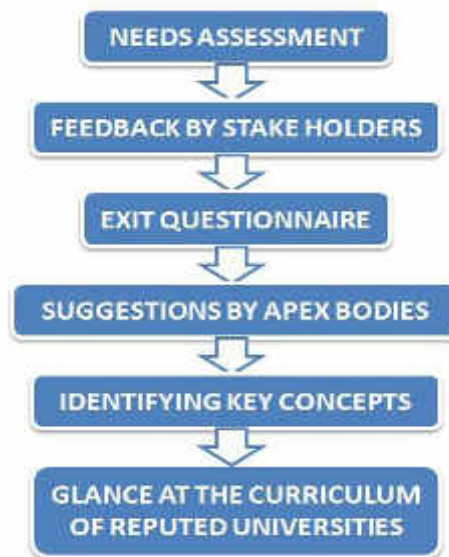 NEEDS ASSESSMENT
FEEDBACK BY STAKE HOLDERS
EXIT QUESTIONNAIRE
SUGGESTIONS BY APEX BODIES
IDENTIFYING KEY CONCEPTS
GLANCE AT THE CURRICULUM
OF REPUTED UNIVERSITIES